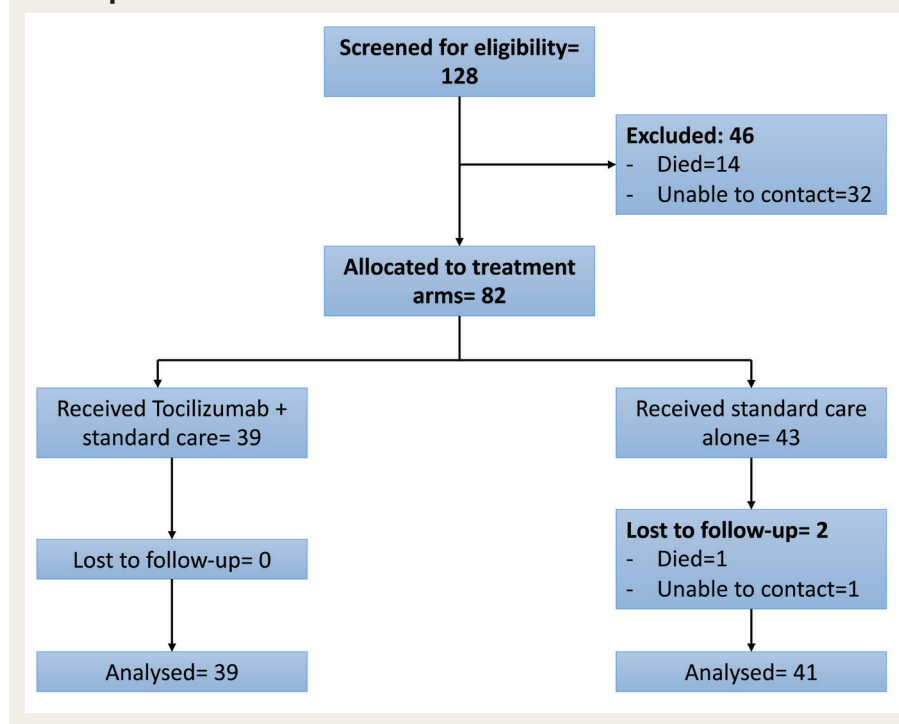 Screened for eligibility=
128
Excluded: 46
- Died=14
- Unable to contact=32
Allocated to treatment
arms= 82
Received Tocilizumab +
standard care= 39
Received standard care
alone= 43
Lost to follow-up= 0
Lost to follow-up= 2
- Died=1
- Unable to contact=1
Analysed= 39
Analysed= 41